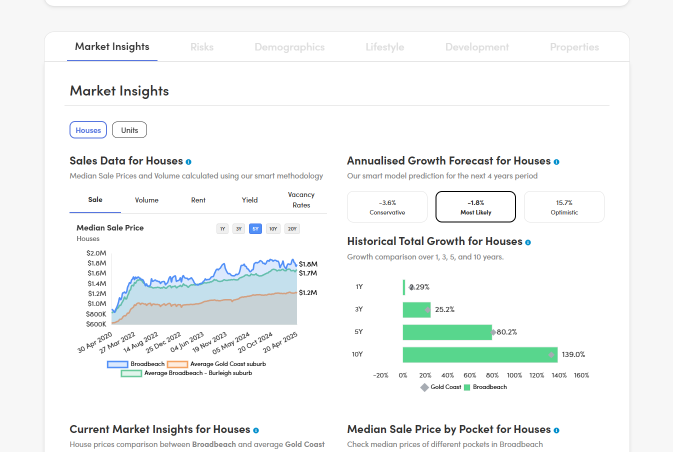 Market Insights
Risks
Demographics
Lifestyle
Development
Properties
Market Insights
Houses
Units
Sales Data for Houses
Median Sale Prices and Volume calculated using our smart methodology
Sale
Volume
Rent
Yield
Vacancy
Rates
Median Sale Price
Houses
1Y
3Y
5Y
10Y
20Y
$2.0M
$1.8M
$1.6M
$1.4M
$1.2M
$1.0M
$800K
$600K
$1.8M
$1.7M
$1.2M
30 Apr 2020
27 Mar 2022
14 Aug 2022
25 Dec 2022
04 Jun 2023
19 Nov 2023
05 May 2024
20 Oct 2024
20 Apr 2025
Broadbeach
Average Gold Coast suburb
Average Broadbeach - Burleigh suburb
Annualised Growth Forecast for Houses
Our smart model prediction for the next 4 years period
-3.6%
Conservative
-1.8%
Most Likely
15.7%
Optimistic
Historical Total Growth for Houses
Growth comparison over 1, 3, 5, and 10 years.
1Y
2.29%
3Y
25.2%
5Y
80.2%
10Y
139.0%
-20%
0%
20%
40%
60%
80%
100%
120%
140%
160%
Gold Coast
Broadbeach
Current Market Insights for Houses
House prices comparison between Broadbeach and average Gold Coast
Median Sale Price by Pocket for Houses
Check median prices of different pockets in Broadbeach